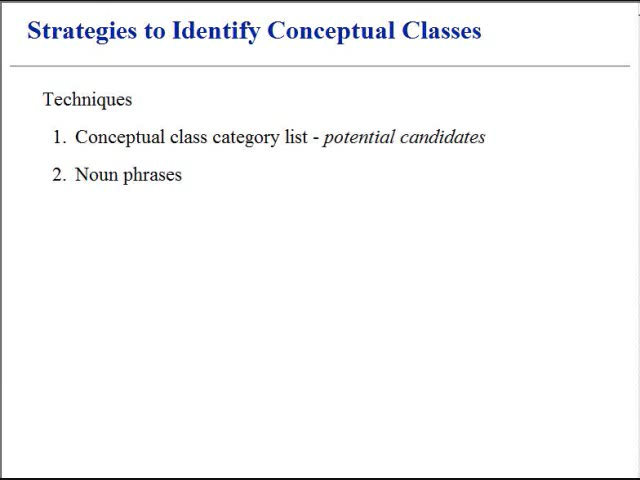 Strategies to Identify Conceptual Classes
Techniques
1. Conceptual class category list - potential candidates
2. Noun phrases